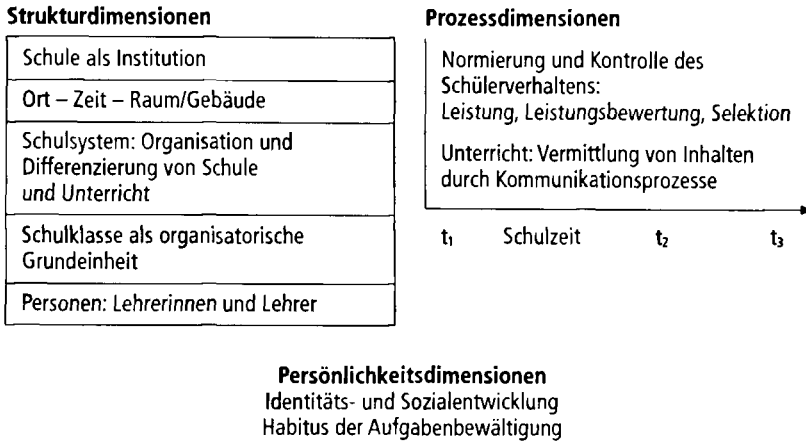 Strukturdimensionen
Schule als Institution
Ort – Zeit – Raum/Gebäude
Schulsystem: Organisation und
Differenzierung von Schule
und Unterricht
Schulklasse als organisatorische
Grundeinheit
Personen: Lehrerinnen und Lehrer
Prozessdimensionen
Normierung und Kontrolle des
Schülerverhaltens:
Leistung, Leistungsbewertung, Selektion
Unterricht: Vermittlung von Inhalten
durch Kommunikationsprozesse
t₁ Schulzeit t₂ t₃
Persönlichkeitsdimensionen
Identitäts- und Sozialentwicklung
Habitus der Aufgabenbewältigung